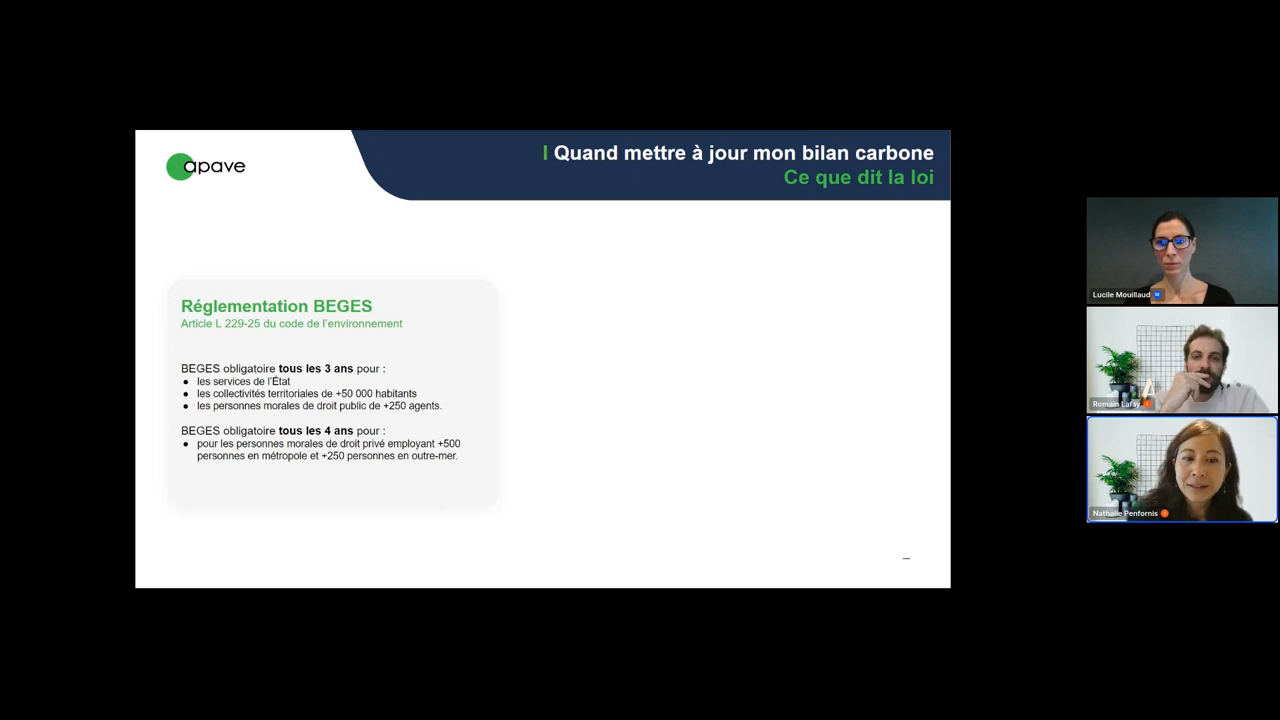 apave
I Quand mettre à jour mon bilan carbone
Ce que dit la loi
Réglementation BEGES
Article L 229-25 du code de l'environnement
BEGES obligatoire tous les 3 ans pour :
● les services de l'État
● les collectivités territoriales de +50 000 habitants
● les personnes morales de droit public de +250 agents.
BEGES obligatoire tous les 4 ans pour :
● pour les personnes morales de droit privé employant +500
personnes en métropole et +250 personnes en outre-mer.
Lucile Mouillaud
Romain Lafay...
Nathalie Penfornis